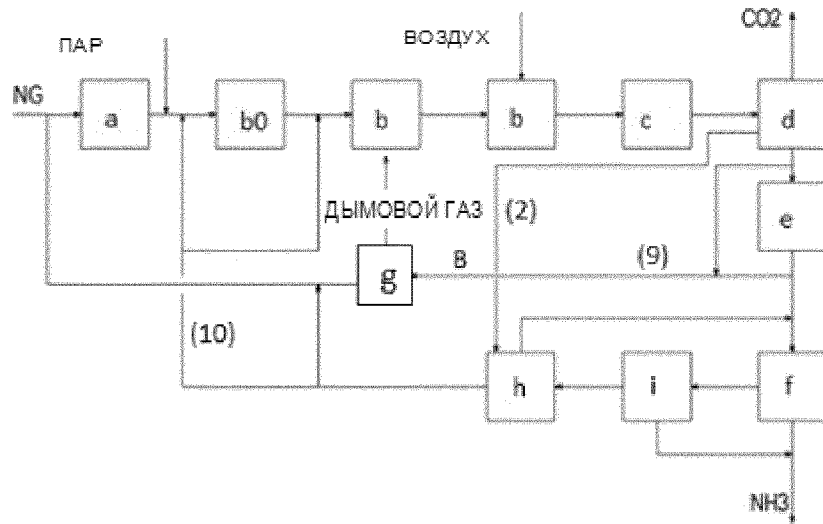 ПАР
ВОЗДУХ
CO2
NG
a
b0
b
b
c
d
ДЫМОВОЙ ГАЗ
(2)
e
g
B
(9)
(10)
h
i
f
NH3